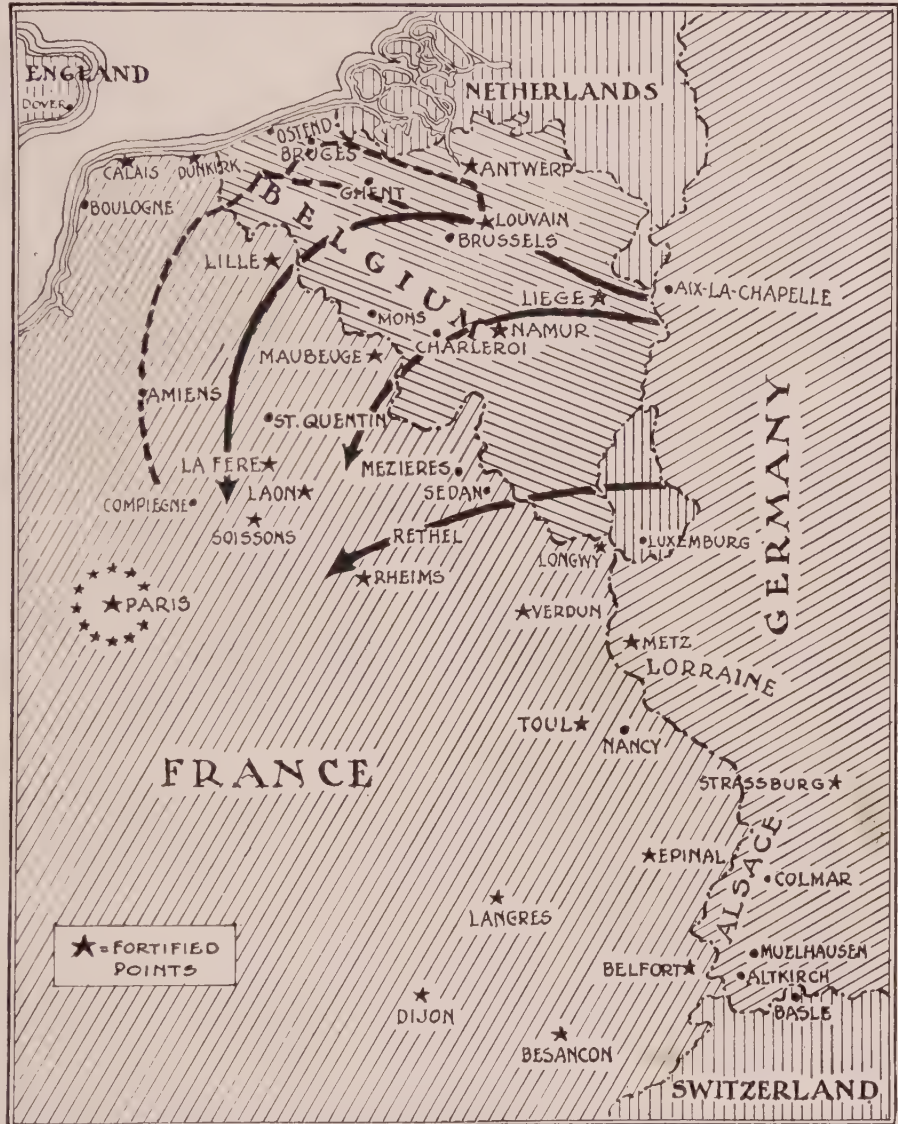 ENGLAND
DOVER
NETHERLANDS
OSTEND
BRUGES
CALAIS
DUNKIRK
ANTWERP
BOULOGNE
GHENT
LOUVAIN
BRUSSELS
BELGIUM
LILLE
AIX-LA-CHAPELLE
LIEGE
MONS
NAMUR
CHARLEROI
MAUBEUGE
AMIENS
ST. QUENTIN
LA FERE
MEZIERES
LAON
SEDAN
COMPIEGNE
SOISSONS
RETHEL
LUXEMBURG
LONGWY
GERMANY
RHEIMS
PARIS
VERDUN
METZ
LORRAINE
TOUL
NANCY
FRANCE
STRASSBURG
EPINAL
ALSACE
COLMAR
LANGRES
★=FORTIFIED
POINTS
MUELHAUSEN
BELFORT
ALTKIRCH
DIJON
BASLE
BESANCON
SWITZERLAND